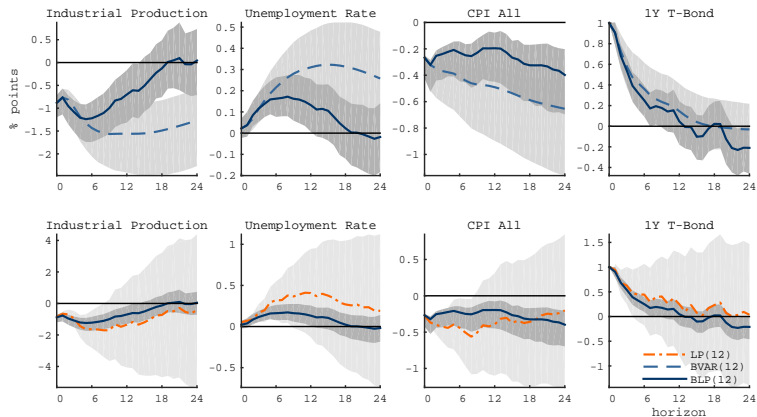 Industrial Production
Unemployment Rate
CPI All
1Y T-Bond
% points
0.5
0
-0.5
-1
-1.5
-2
0 6 12 18 24
0.5
0.4
0.3
0.2
0.1
0
-0.1
-0.2
0 6 12 18 24
0
-0.2
-0.4
-0.6
-0.8
-1
0 6 12 18 24
1
0.8
0.6
0.4
0.2
0
-0.2
-0.4
0 6 12 18 24
Industrial Production
Unemployment Rate
CPI All
1Y T-Bond
4
2
0
-2
-4
0 6 12 18 24
1
0.5
0
-0.5
0 6 12 18 24
0.5
0
-0.5
-1
0 6 12 18 24
1.5
1
0.5
0
-0.5
-1
0 6 12 18 24
LP(12)
BVAR(12)
BLP(12)
horizon